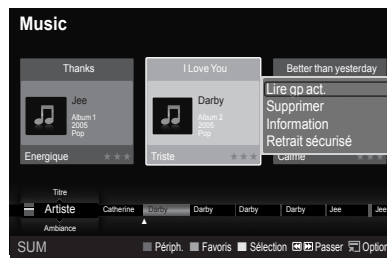 Music
Thanks
I Love You
Better than yesterday
Jee
Album 1
2005
Pop
Darby
Album 2
2005
Pop
Lire gp act.
Supprimer
Information
Retrait sécurisé
Energique
Triste
Calme
Titre
Artiste
Catherine Darby Darby Darby Darby Jee Jee
Ambiance
SUM
Périph. Favoris Sélection Passer Option